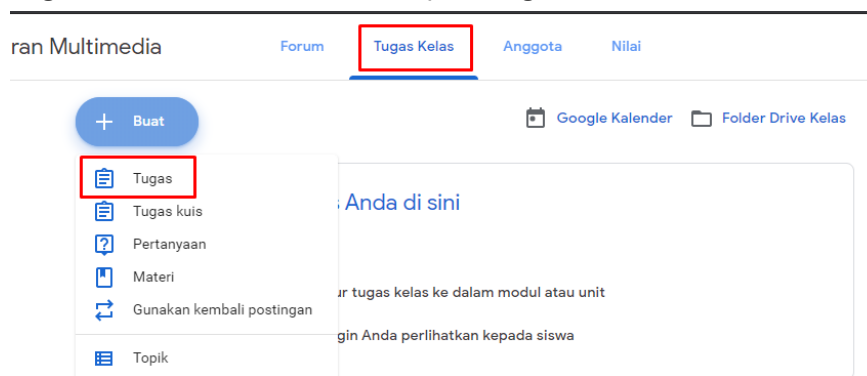 ran Multimedia Forum Tugas Kelas Anggota Nilai
+ Buat Google Kalender Folder Drive Kelas
Tugas
Anda di sini
Tugas kuis
Pertanyaan
Materi
ur tugas kelas ke dalam modul atau unit
Gunakan kembali postingan
gin Anda perlihatkan kepada siswa
Topik